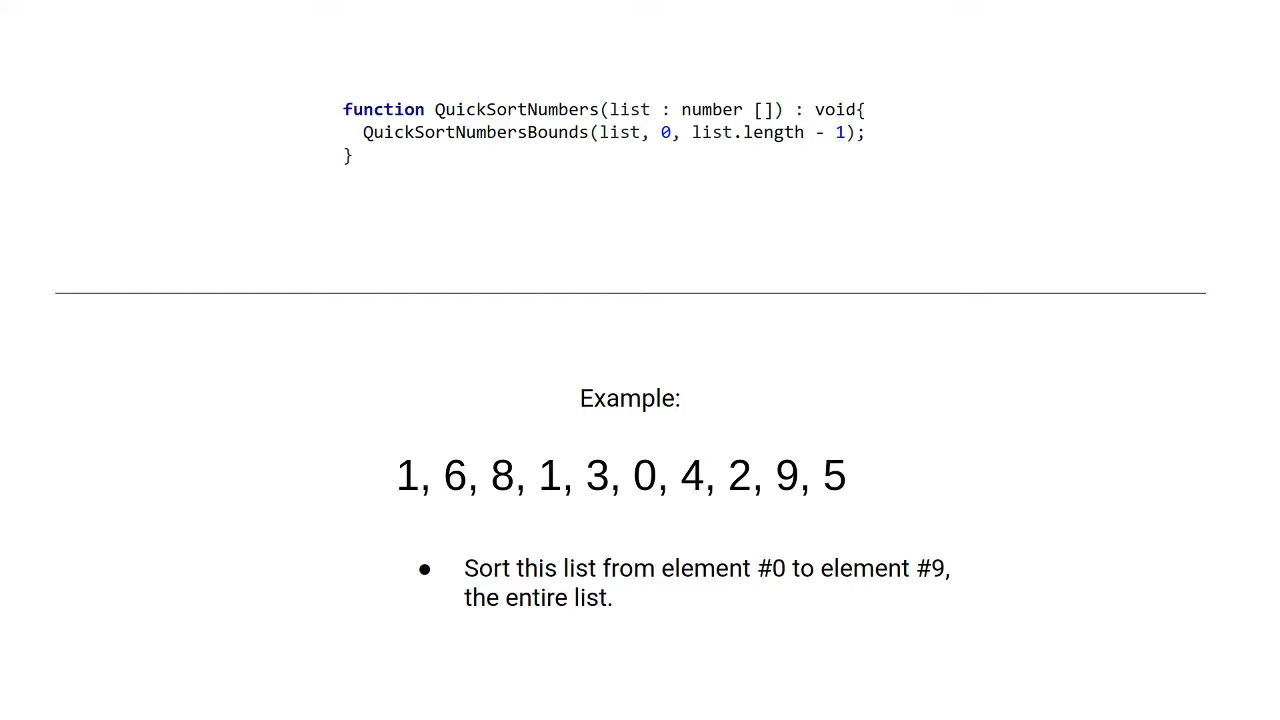 function QuickSortNumbers(list : number []) : void{
QuickSortNumbersBounds(list, 0, list.length - 1);
}
Example:
1, 6, 8, 1, 3, 0, 4, 2, 9, 5
● Sort this list from element #0 to element #9,
the entire list.